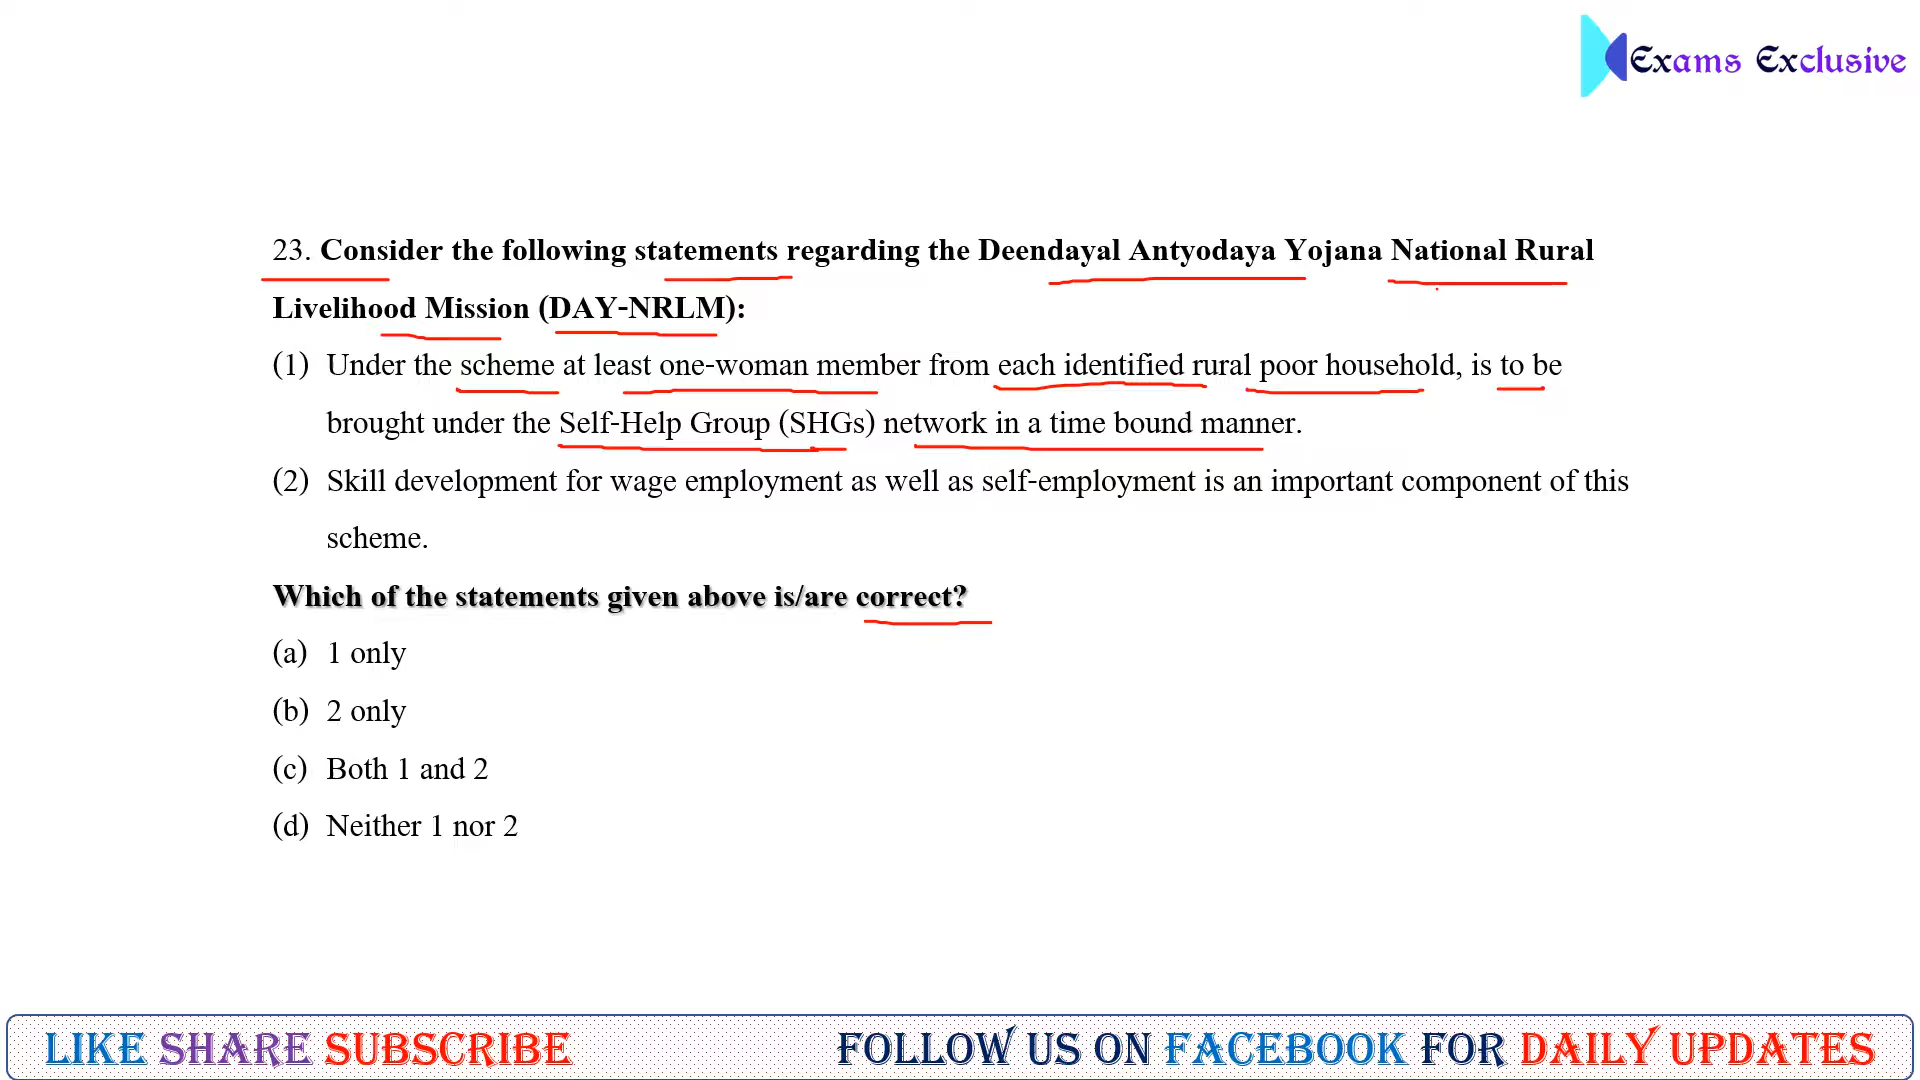 Exams Exclusive
23. Consider the following statements regarding the Deendayal Antyodaya Yojana National Rural
Livelihood Mission (DAY-NRLM):
(1) Under the scheme at least one-woman member from each identified rural poor household, is to be
brought under the Self-Help Group (SHGs) network in a time bound manner.
(2) Skill development for wage employment as well as self-employment is an important component of this
scheme.
Which of the statements given above is/are correct?
(a) 1 only
(b) 2 only
(c) Both 1 and 2
(d) Neither 1 nor 2
LIKE SHARE SUBSCRIBE FOLLOW US ON FACEBOOK FOR DAILY UPDATES